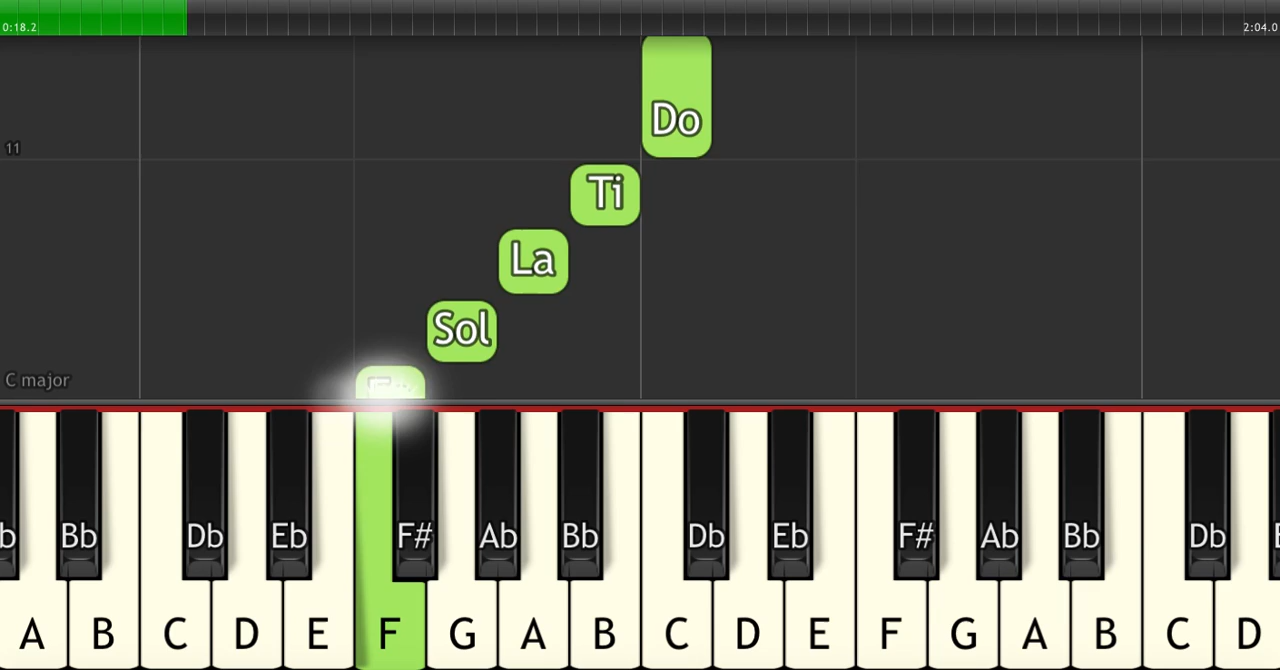 0:18.2 2:04.0
Do
11
Ti
La
Sol
C major
b Bb Db Eb F# Ab Bb Db Eb F# Ab Bb Db
A B C D E F G A B C D E F G A B C D